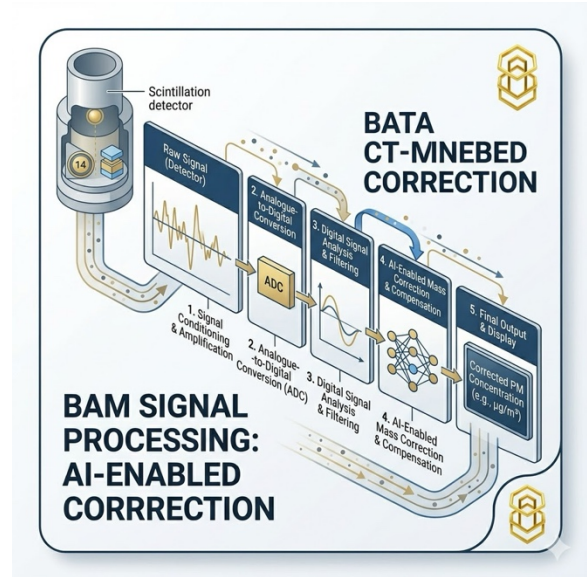 Scintillation
detector
14
BATA
CT-MNEBED
CORRECTION
Raw Signal
(Detector)
2. Analogue-
to-Digital
Conversion
3. Digital Signal
Analysis
& Filtering
4. AI-Enabled Mass
Correction
& Compensation
5. Final Output
& Display
ADC
Corrected PM
Concentration
(e.g., µg/m³)
1. Signal
Conditioning
& Amplification
2. Analogue-
-to-Digital
Conversion (ADC)
3. Digital Signal
Analysis
& Filtering
4. AI-Enabled
Mass Correction
& Compensation
BAM SIGNAL
PROCESSING:
AI-ENABLED
CORRRECTION